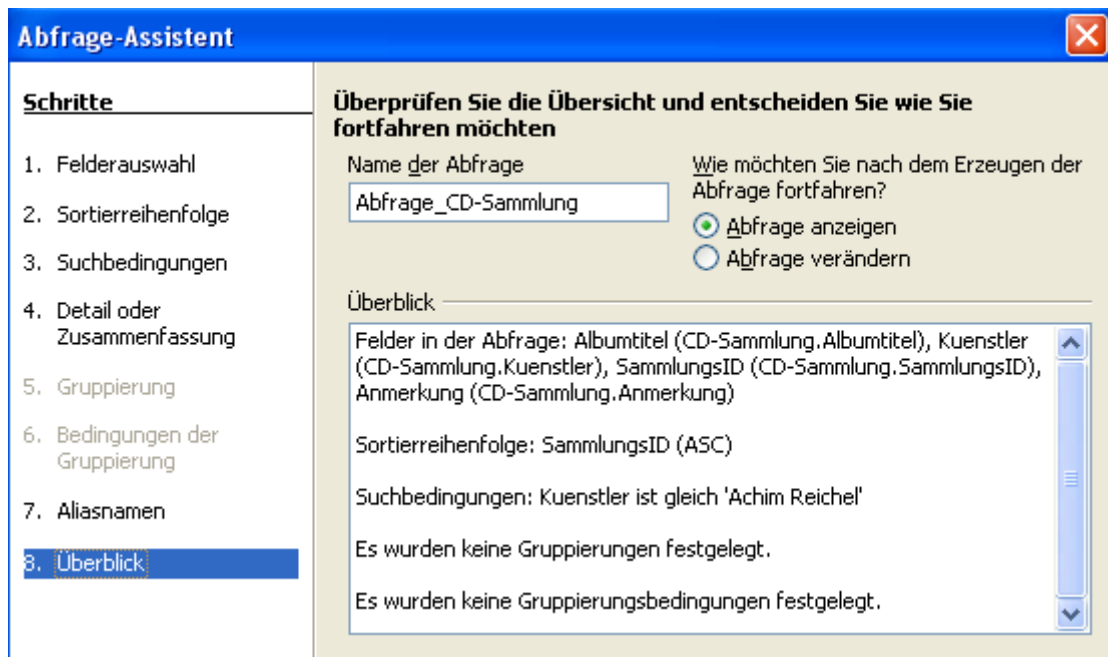 Abfrage-Assistent
Schritte
1. Felderauswahl
2. Sortierreihenfolge
3. Suchbedingungen
4. Detail oder
Zusammenfassung
5. Gruppierung
6. Bedingungen der
Gruppierung
7. Aliasnamen
8. Überblick
Überprüfen Sie die Übersicht und entscheiden Sie wie Sie
fortfahren möchten
Name der Abfrage
Abfrage_CD-Sammlung
Wie möchten Sie nach dem Erzeugen der
Abfrage fortfahren?
Abfrage anzeigen
Abfrage verändern
Überblick
Felder in der Abfrage: Albumtitel (CD-Sammlung.Albumtitel), Kuenstler
(CD-Sammlung.Kuenstler), SammlungsID (CD-Sammlung.SammlungsID),
Anmerkung (CD-Sammlung.Anmerkung)
Sortierreihenfolge: SammlungsID (ASC)
Suchbedingungen: Kuenstler ist gleich 'Achim Reichel'
Es wurden keine Gruppierungen festgelegt.
Es wurden keine Gruppierungsbedingungen festgelegt.